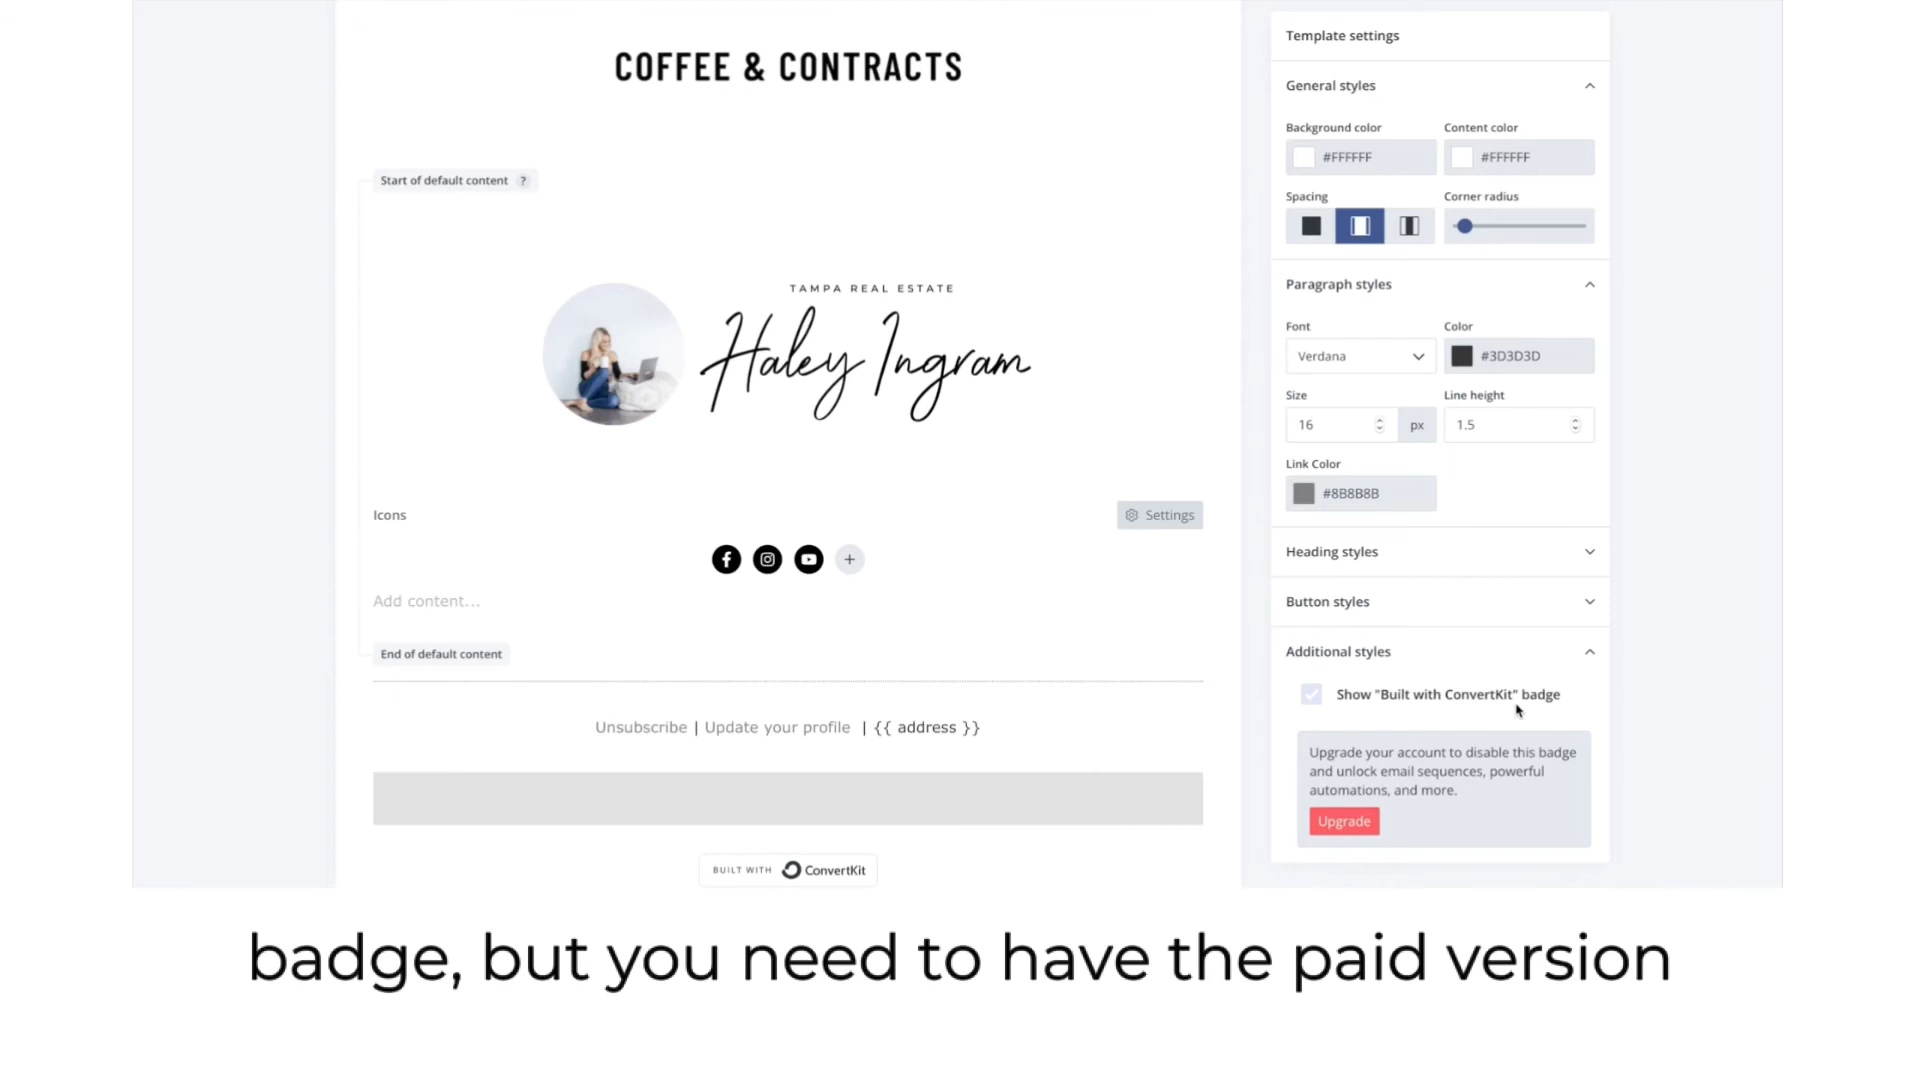 COFFEE & CONTRACTS
Start of default content ?
TAMPA REAL ESTATE
Haley Ingram
Icons
Settings
Add content...
End of default content
Unsubscribe | Update your profile | {{ address }}
BUILT WITH ConvertKit
Template settings
General styles
Background color
Content color
#FFFFFF
#FFFFFF
Spacing
Corner radius
Paragraph styles
Font
Color
Verdana
#3D3D3D
Size
Line height
16 px
1.5
Link Color
#8B8B8B
Heading styles
Button styles
Additional styles
Show "Built with ConvertKit" badge
Upgrade your account to disable this badge
and unlock email sequences, powerful
automations, and more.
Upgrade
badge, but you need to have the paid version